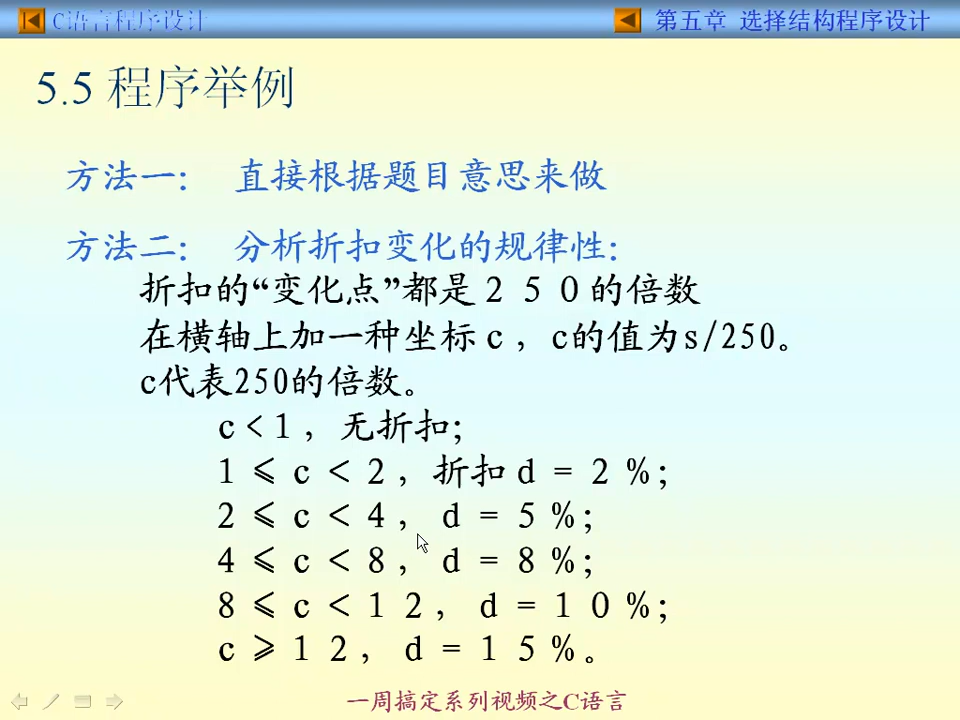 C语言程序设计
第五章 选择结构程序设计
5.5 程序举例
方法一： 直接根据题目意思来做
方法二： 分析折扣变化的规律性：
折扣的“变化点”都是２５０的倍数
在横轴上加一种坐标ｃ，c的值为s/250。
c代表250的倍数。
ｃ<１，无折扣；
１≤ｃ<２，折扣ｄ=２%；
２≤ｃ<４，ｄ=５%；
４≤ｃ<８，ｄ=８%；
８≤ｃ<１２，ｄ=１０%；
ｃ≥１２，ｄ=１５%。
一周搞定系列视频之C语言